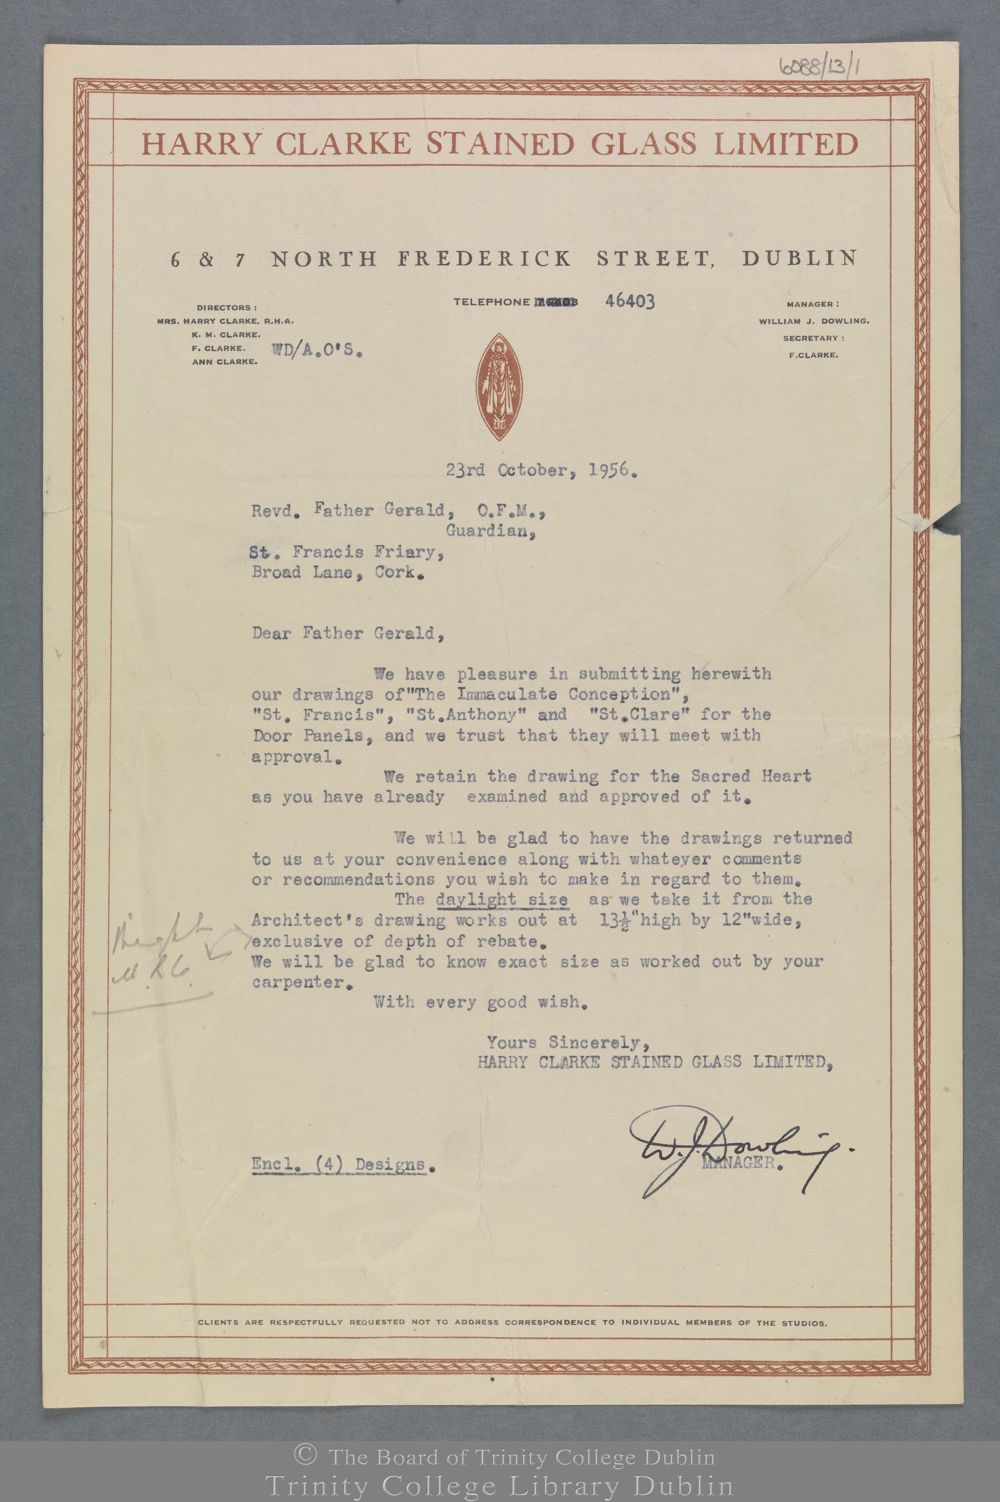 6088/13/1
HARRY CLARKE STAINED GLASS LIMITED
6 & 7 NORTH FREDERICK STREET, DUBLIN
TELEPHONE 46403
DIRECTORS :
MRS. HARRY CLARKE, R.H.A.
K. M. CLARKE.
F. CLARKE.
ANN CLARKE.
WD/A.O'S.
MANAGER :
WILLIAM J. DOWLING.
SECRETARY :
F.CLARKE.
23rd October, 1956.
Revd. Father Gerald, O.F.M.,
Guardian,
St. Francis Friary,
Broad Lane, Cork.
Dear Father Gerald,
We have pleasure in submitting herewith
our drawings of"The Immaculate Conception",
"St. Francis", "St.Anthony" and "St.Clare" for the
Door Panels, and we trust that they will meet with
approval.
We retain the drawing for the Sacred Heart
as you have already examined and approved of it.
We will be glad to have the drawings returned
to us at your convenience along with whatever comments
or recommendations you wish to make in regard to them.
The daylight size as we take it from the
Architect's drawing works out at 13½"high by 12"wide,
exclusive of depth of rebate.
We will be glad to know exact size as worked out by your
carpenter.
With every good wish.
Yours Sincerely,
HARRY CLARKE STAINED GLASS LIMITED,
W.J.Dowling.
MANAGER.
Encl. (4) Designs.
CLIENTS ARE RESPECTFULLY REQUESTED NOT TO ADDRESS CORRESPONDENCE TO INDIVIDUAL MEMBERS OF THE STUDIOS.
© The Board of Trinity College Dublin
Trinity College Library Dublin